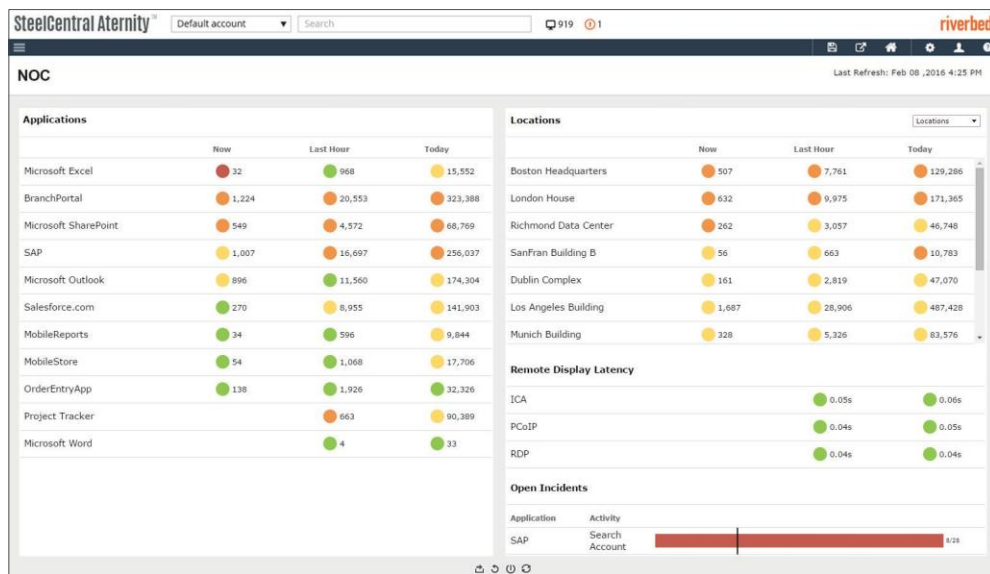 SteelCentral Aternity™ Default account Search 919 1 riverbed
NOC Last Refresh: Feb 08 ,2016 4:25 PM
Applications
Now Last Hour Today
Microsoft Excel 32 968 15,552
BranchPortal 1,224 20,553 323,388
Microsoft SharePoint 549 4,572 68,769
SAP 1,007 16,697 256,037
Microsoft Outlook 896 11,560 174,304
Salesforce.com 270 8,955 141,903
MobileReports 34 596 9,844
MobileStore 54 1,068 17,706
OrderEntryApp 138 1,926 32,326
Project Tracker 663 90,389
Microsoft Word 4 33
Locations Locations
Now Last Hour Today
Boston Headquarters 507 7,761 129,286
London House 632 9,975 171,365
Richmond Data Center 262 3,057 46,748
SanFran Building B 56 663 10,783
Dublin Complex 161 2,819 47,070
Los Angeles Building 1,687 28,906 487,428
Munich Building 328 5,326 83,576
Remote Display Latency
ICA 0.05s 0.06s
PCoIP 0.04s 0.05s
RDP 0.04s 0.04s
Open Incidents
Application Activity
SAP Search Account